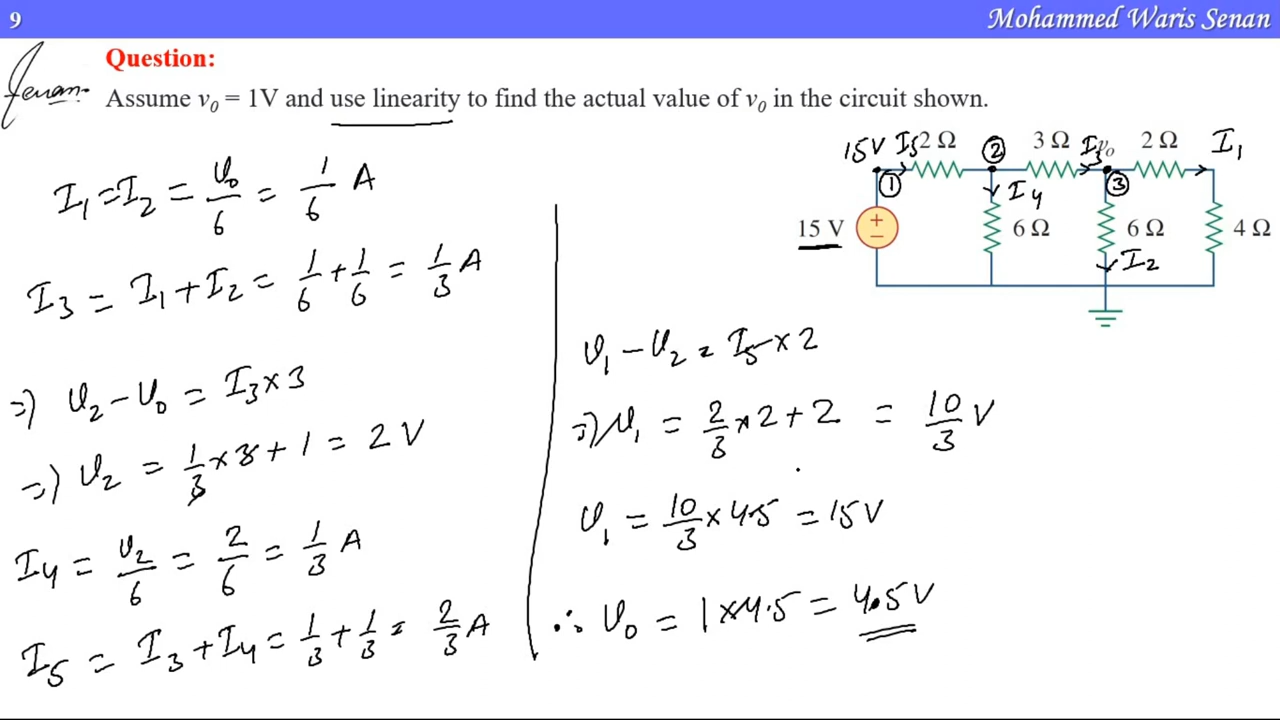 9
Mohammed Waris Senan
Question:
Senan
Assume v₀ = 1V and use linearity to find the actual value of v₀ in the circuit shown.
15V I₅ 2 Ω ② 3 Ω I₃ v₀ 2 Ω I₁
① I₄ ③
15 V + − 6 Ω 6 Ω 4 Ω
I₂
I₁ = I₂ = v₀/6 = 1/6 A
I₃ = I₁ + I₂ = 1/6 + 1/6 = 1/3 A
⇒) v₂ − v₀ = I₃ × 3
⇒) v₂ = 1/3 × 3 + 1 = 2 V
I₄ = v₂/6 = 2/6 = 1/3 A
I₅ = I₃ + I₄ = 1/3 + 1/3 = 2/3 A
v₁ − v₂ = I₅ × 2
⇒) v₁ = 2/3 × 2 + 2 = 10/3 V
v₁ = 10/3 × 4.5 = 15V
∴ v₀ = 1 × 4.5 = 4.5V